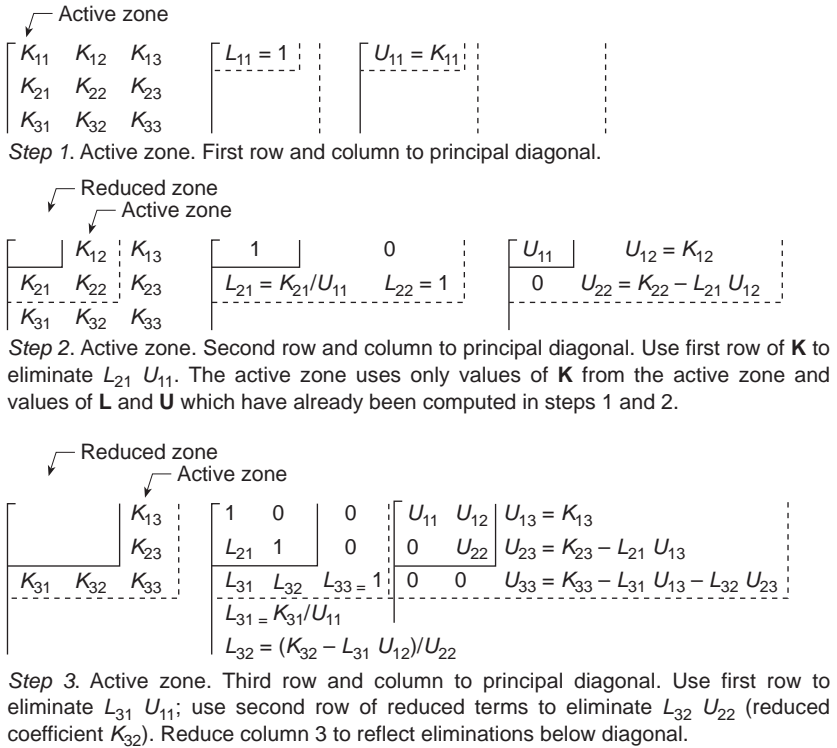 Active zone
K11 K12 K13 L11 = 1 U11 = K11
K21 K22 K23
K31 K32 K33
Step 1. Active zone. First row and column to principal diagonal.
Reduced zone
Active zone
K12 K13 1 0 U11 U12 = K12
K21 K22 K23 L21 = K21/U11 L22 = 1 0 U22 = K22 – L21 U12
K31 K32 K33
Step 2. Active zone. Second row and column to principal diagonal. Use first row of K to
eliminate L21 U11. The active zone uses only values of K from the active zone and
values of L and U which have already been computed in steps 1 and 2.
Reduced zone
Active zone
K13 1 0 0 U11 U12 U13 = K13
K23 L21 1 0 0 U22 U23 = K23 – L21 U13
K31 K32 K33 L31 L32 L33 = 1 0 0 U33 = K33 – L31 U13 – L32 U23
L31 = K31/U11
L32 = (K32 – L31 U12)/U22
Step 3. Active zone. Third row and column to principal diagonal. Use first row to
eliminate L31 U11; use second row of reduced terms to eliminate L32 U22 (reduced
coefficient K32). Reduce column 3 to reflect eliminations below diagonal.